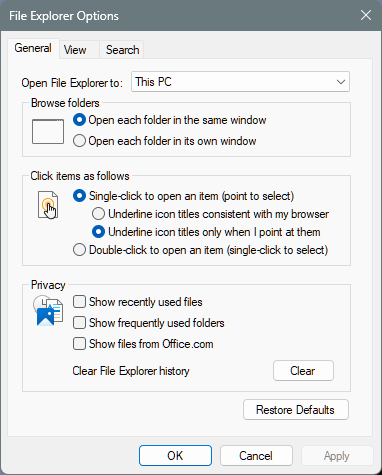 File Explorer Options
General View Search
Open File Explorer to: This PC
Browse folders
Open each folder in the same window
Open each folder in its own window
Click items as follows
Single-click to open an item (point to select)
Underline icon titles consistent with my browser
Underline icon titles only when I point at them
Double-click to open an item (single-click to select)
Privacy
Show recently used files
Show frequently used folders
Show files from Office.com
Clear File Explorer history Clear
Restore Defaults
OK Cancel Apply